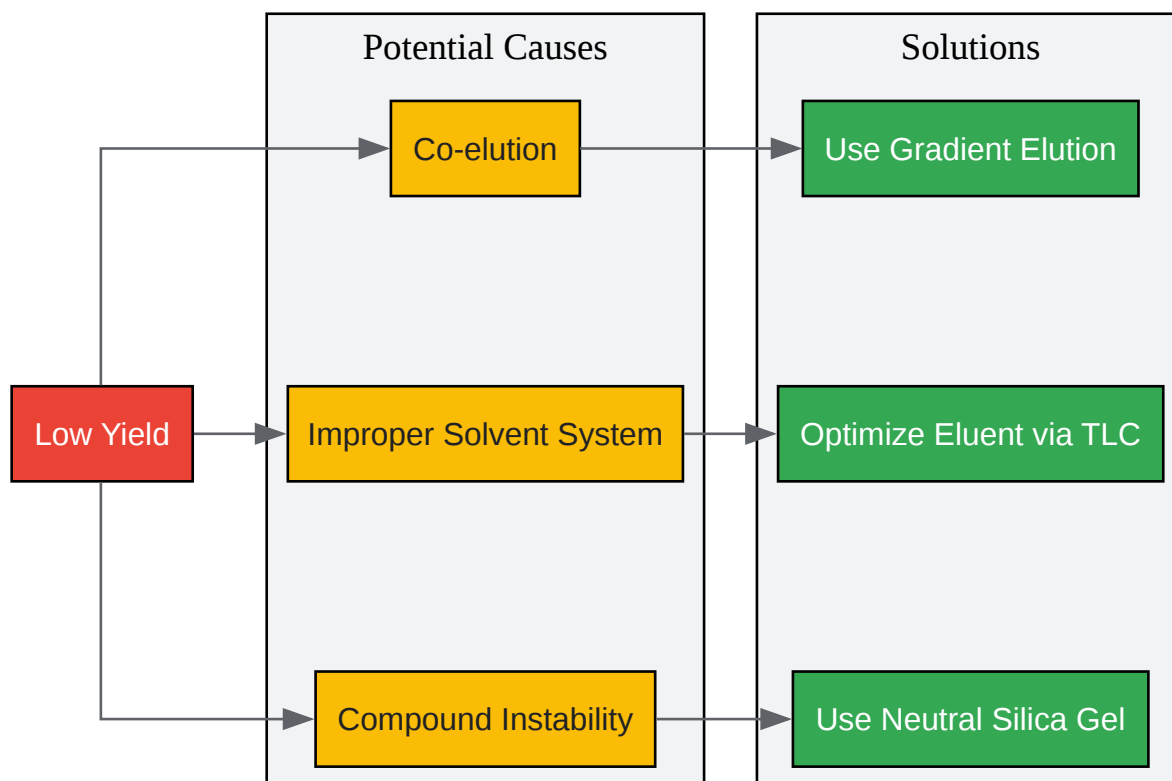 Potential Causes
Solutions
Co-elution
Use Gradient Elution
Low Yield
Improper Solvent System
Optimize Eluent via TLC
Compound Instability
Use Neutral Silica Gel